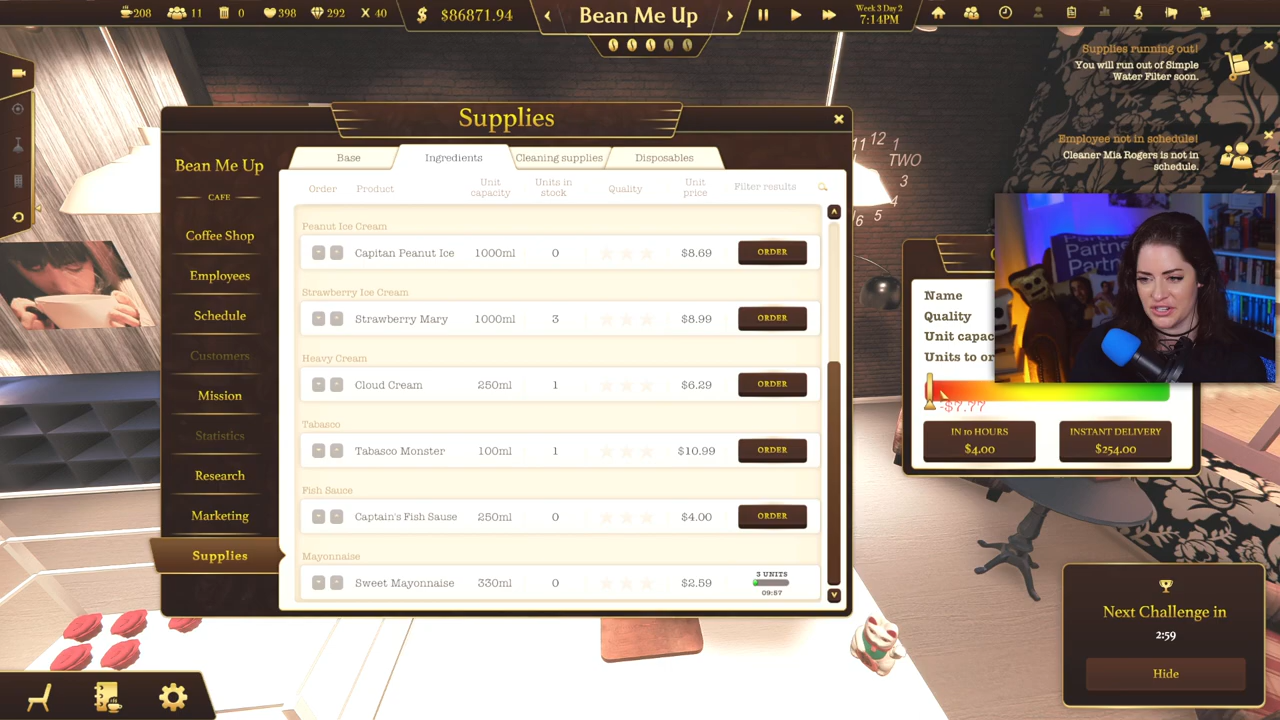 208
11
0
398
292
40
$ $86871.94
Bean Me Up
Week 3 Day 2
7:14PM
Supplies running out!
You will run out of Simple
Water Filter soon.
Employee not in schedule!
Cleaner Mia Rogers is not in
schedule.
Supplies
Bean Me Up
CAFE
Coffee Shop
Employees
Schedule
Customers
Mission
Statistics
Research
Marketing
Supplies
Base
Ingredients
Cleaning supplies
Disposables
Order
Product
Unit
capacity
Units in
stock
Quality
Unit
price
Filter results
Peanut Ice Cream
Capitan Peanut Ice 1000ml 0 $8.69 ORDER
Strawberry Ice Cream
Strawberry Mary 1000ml 3 $8.99 ORDER
Heavy Cream
Cloud Cream 250ml 1 $6.29 ORDER
Tabasco
Tabasco Monster 100ml 1 $10.99 ORDER
Fish Sauce
Captain's Fish Sause 250ml 0 $4.00 ORDER
Mayonnaise
Sweet Mayonnaise 330ml 0 $2.59 3 UNITS
09:57
11 12 1
TWO
3
4
5
6
Partner
Partner
Name
Quality
Unit capac
Units to or
-$7.77
IN 10 HOURS
$4.00
INSTANT DELIVERY
$254.00
Next Challenge in
2:59
Hide